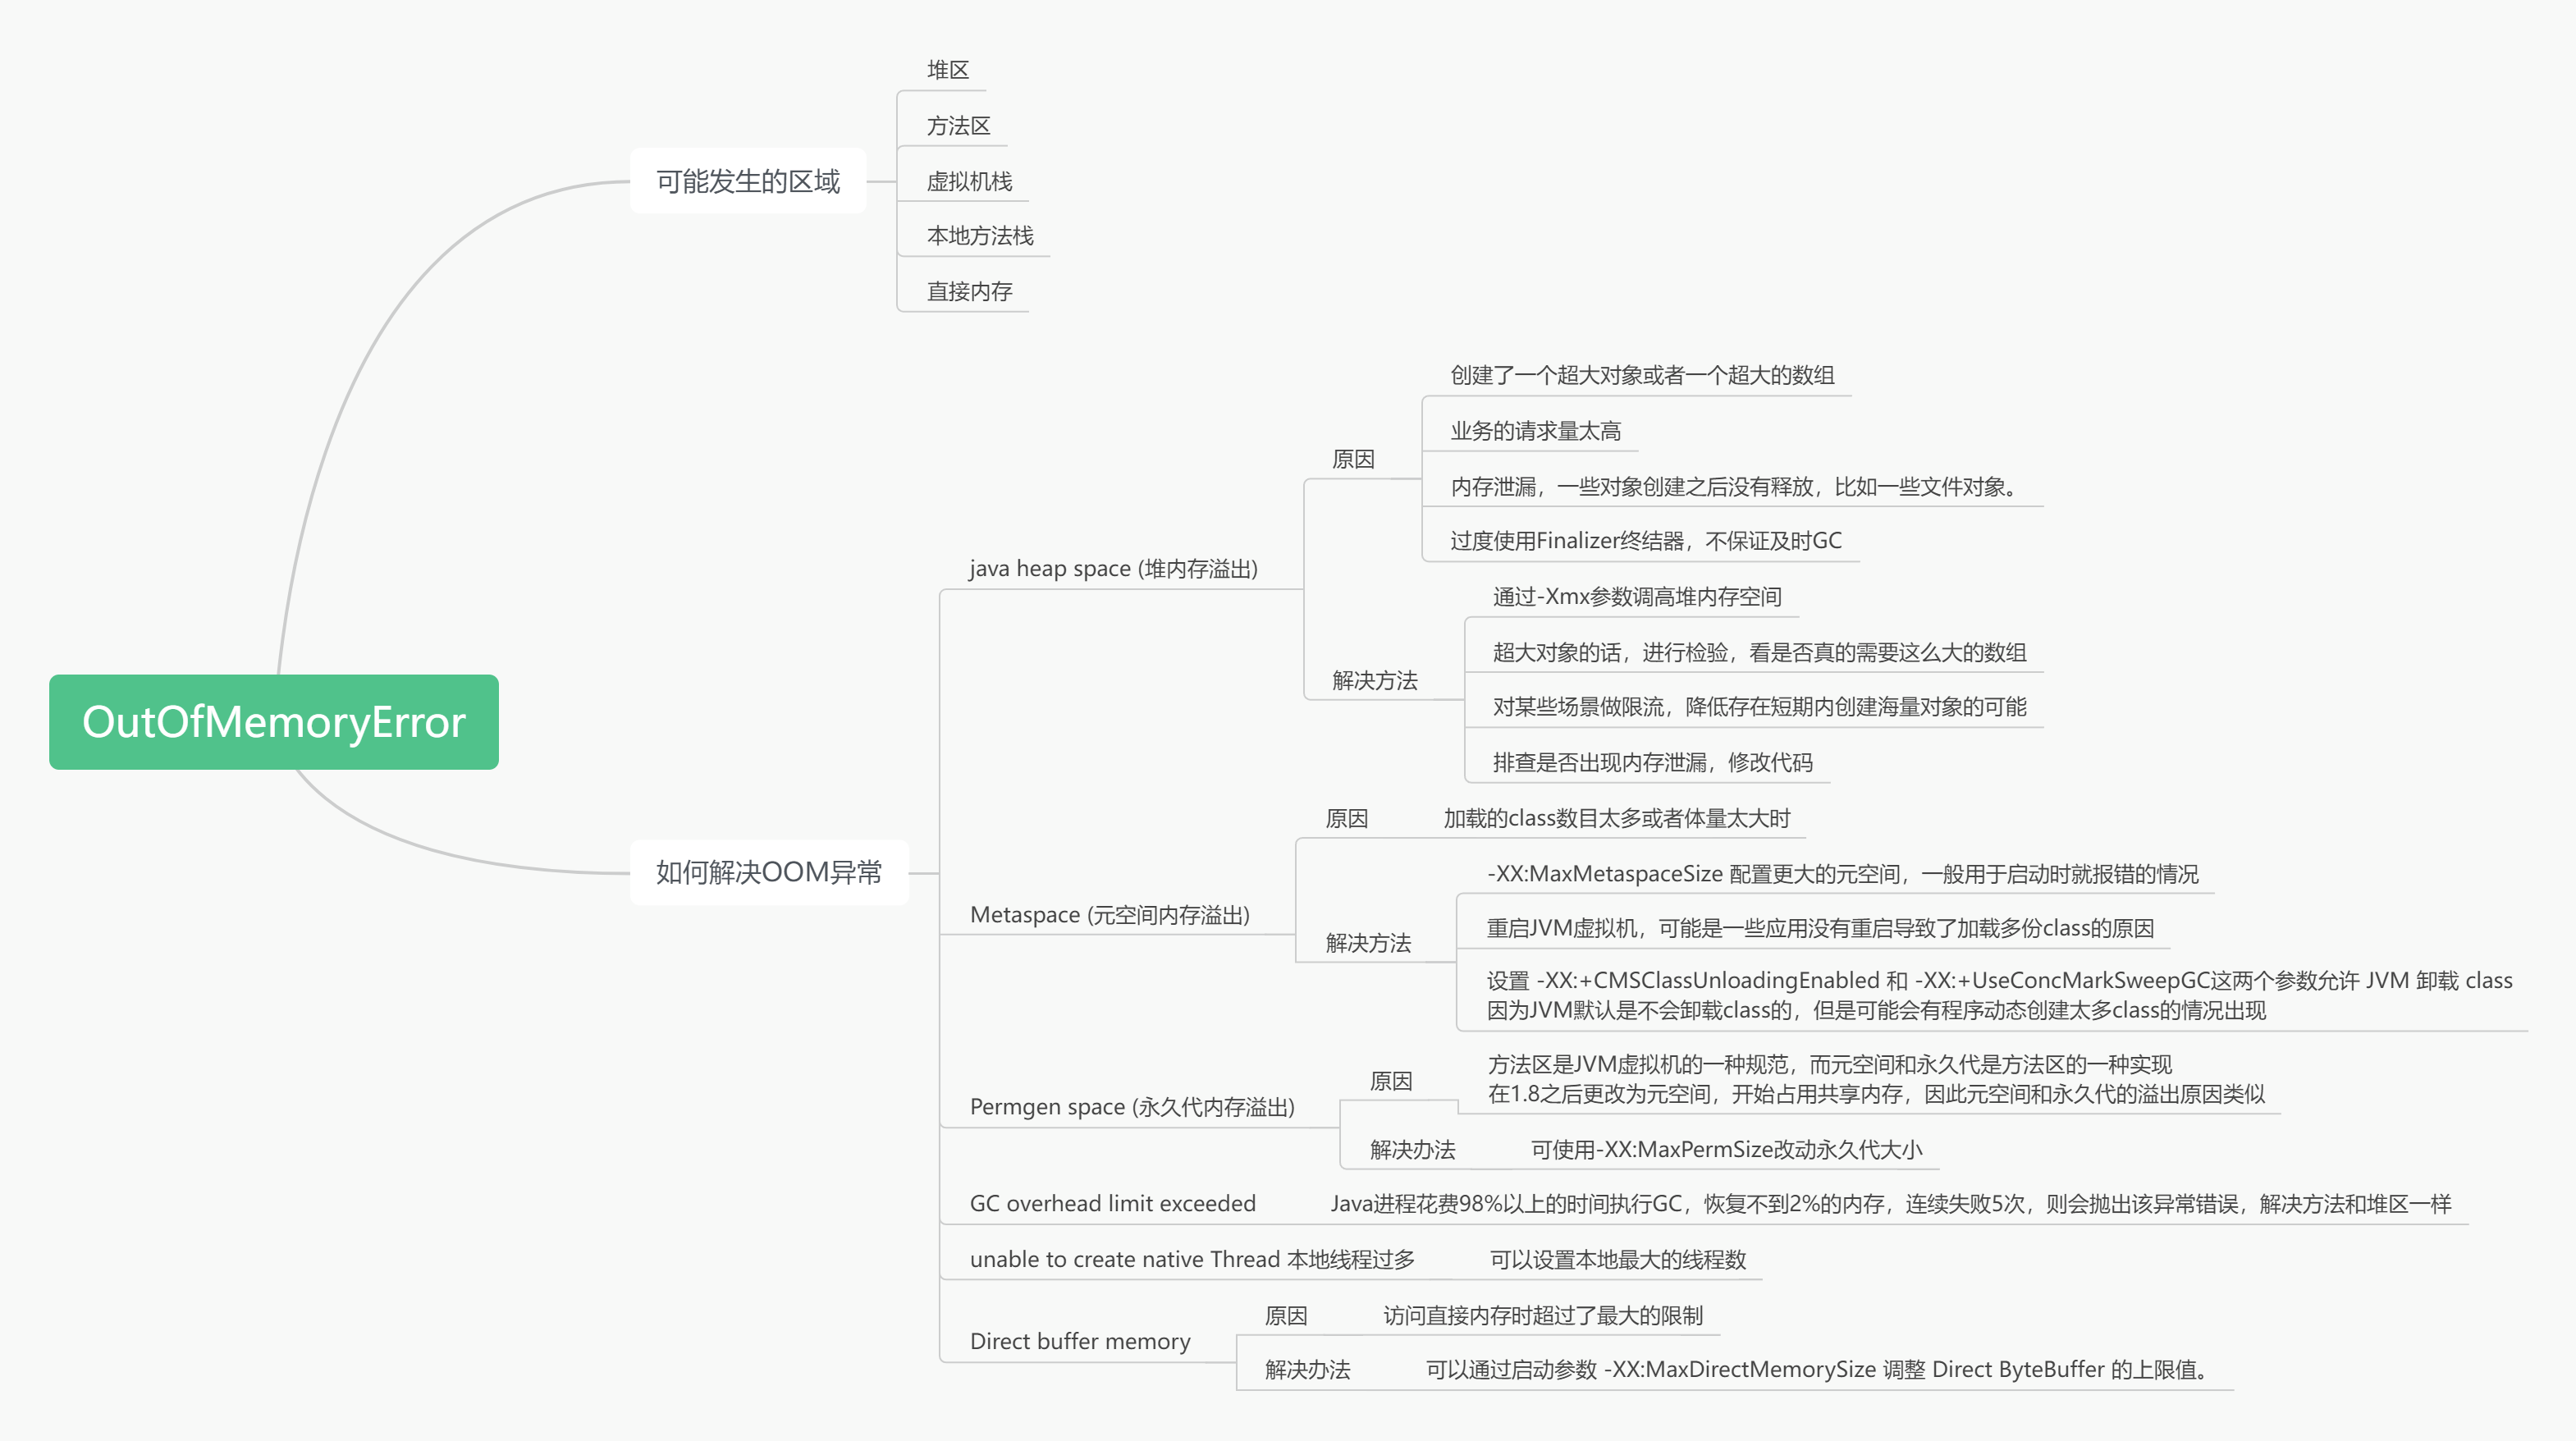 OutOfMemoryError
可能发生的区域
堆区
方法区
虚拟机栈
本地方法栈
直接内存
如何解决OOM异常
java heap space (堆内存溢出)
原因
创建了一个超大对象或者一个超大的数组
业务的请求量太高
内存泄漏，一些对象创建之后没有释放，比如一些文件对象。
过度使用Finalizer终结器，不保证及时GC
解决方法
通过-Xmx参数调高堆内存空间
超大对象的话，进行检验，看是否真的需要这么大的数组
对某些场景做限流，降低存在短期内创建海量对象的可能
排查是否出现内存泄漏，修改代码
Metaspace (元空间内存溢出)
原因
加载的class数目太多或者体量太大时
解决方法
-XX:MaxMetaspaceSize 配置更大的元空间，一般用于启动时就报错的情况
重启JVM虚拟机，可能是一些应用没有重启导致了加载多份class的原因
设置 -XX:+CMSClassUnloadingEnabled 和 -XX:+UseConcMarkSweepGC这两个参数允许 JVM 卸载 class
因为JVM默认是不会卸载class的，但是可能会有程序动态创建太多class的情况出现
Permgen space (永久代内存溢出)
原因
方法区是JVM虚拟机的一种规范，而元空间和永久代是方法区的一种实现
在1.8之后更改为元空间，开始占用共享内存，因此元空间和永久代的溢出原因类似
解决办法
可使用-XX:MaxPermSize改动永久代大小
GC overhead limit exceeded
Java进程花费98%以上的时间执行GC，恢复不到2%的内存，连续失败5次，则会抛出该异常错误，解决方法和堆区一样
unable to create native Thread 本地线程过多
可以设置本地最大的线程数
Direct buffer memory
原因
访问直接内存时超过了最大的限制
解决办法
可以通过启动参数 -XX:MaxDirectMemorySize 调整 Direct ByteBuffer 的上限值。